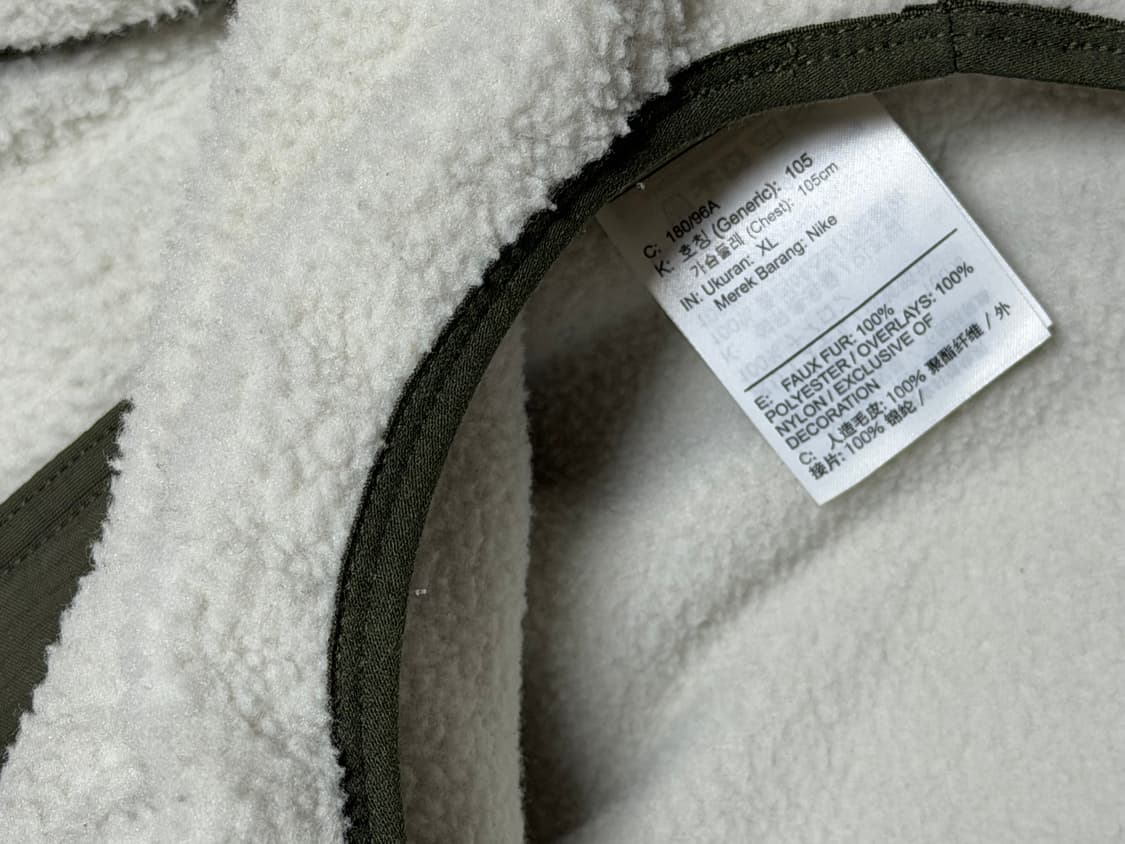 C: 180/96A
K: 호칭 (Generic): 105
가슴둘레 (Chest): 105cm
IN: Ukuran: XL
Merek Barang: Nike
E: FAUX FUR: 100%
POLYESTER / OVERLAYS: 100%
NYLON / EXCLUSIVE OF
DECORATION
C: 人造毛皮: 100% 聚酯纤维 / 外
接片: 100% 锦纶 /